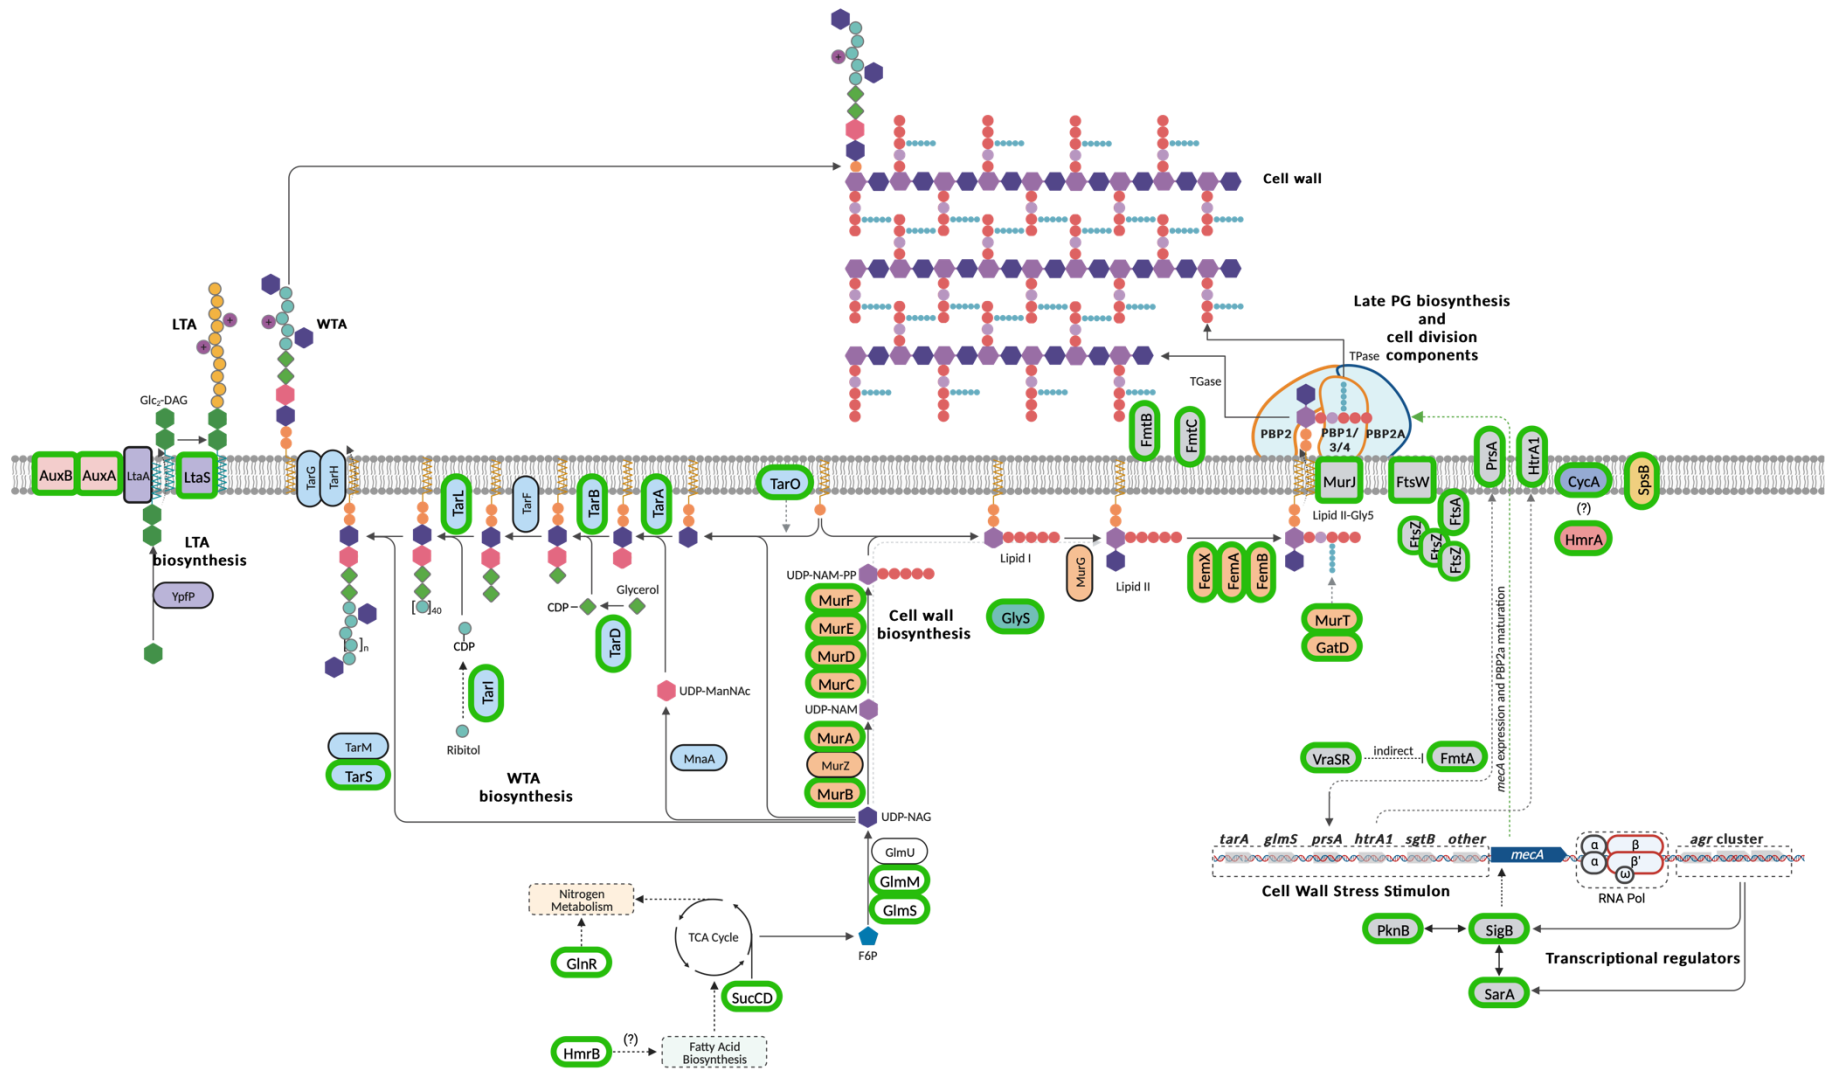 Cell wall
LTA
WTA
Glc2-DAG
Late PG biosynthesis
and
cell division
components
TPase
TGase
PBP2
PBP1/
3/4
PBP2A
FmtB
FmtC
PrsA
HtrA1
AuxB
AuxA
LtaA
LtaS
TarG
TarH
TarL
TarF
TarB
TarA
TarO
MurJ
FtsW
CycA
SpsB
(?)
HmrA
FtsA
FtsZ
FtsZ
FtsZ
Lipid II-Gly5
LTA
biosynthesis
YpfP
Lipid I
MurG
Lipid II
FemX
FemA
FemB
UDP-NAM-PP
MurF
MurE
MurD
MurC
Cell wall
biosynthesis
GlyS
MurT
GatD
[ ]40
CDP
Glycerol
TarD
[ ]n
CDP
TarI
Ribitol
UDP-ManNAc
UDP-NAM
MurA
MurZ
MurB
MnaA
TarM
TarS
WTA
biosynthesis
UDP-NAG
mecA expression and PBP2a maturation
VraSR
indirect
FmtA
tarA glmS prsA htrA1 sgtB other
mecA
α
α
β
β'
ω
RNA Pol
agr cluster
Cell Wall Stress Stimulon
GlmU
GlmM
GlmS
F6P
Nitrogen
Metabolism
TCA Cycle
GlnR
SucCD
HmrB
(?)
Fatty Acid
Biosynthesis
PknB
SigB
Transcriptional regulators
SarA
+
+
+
+